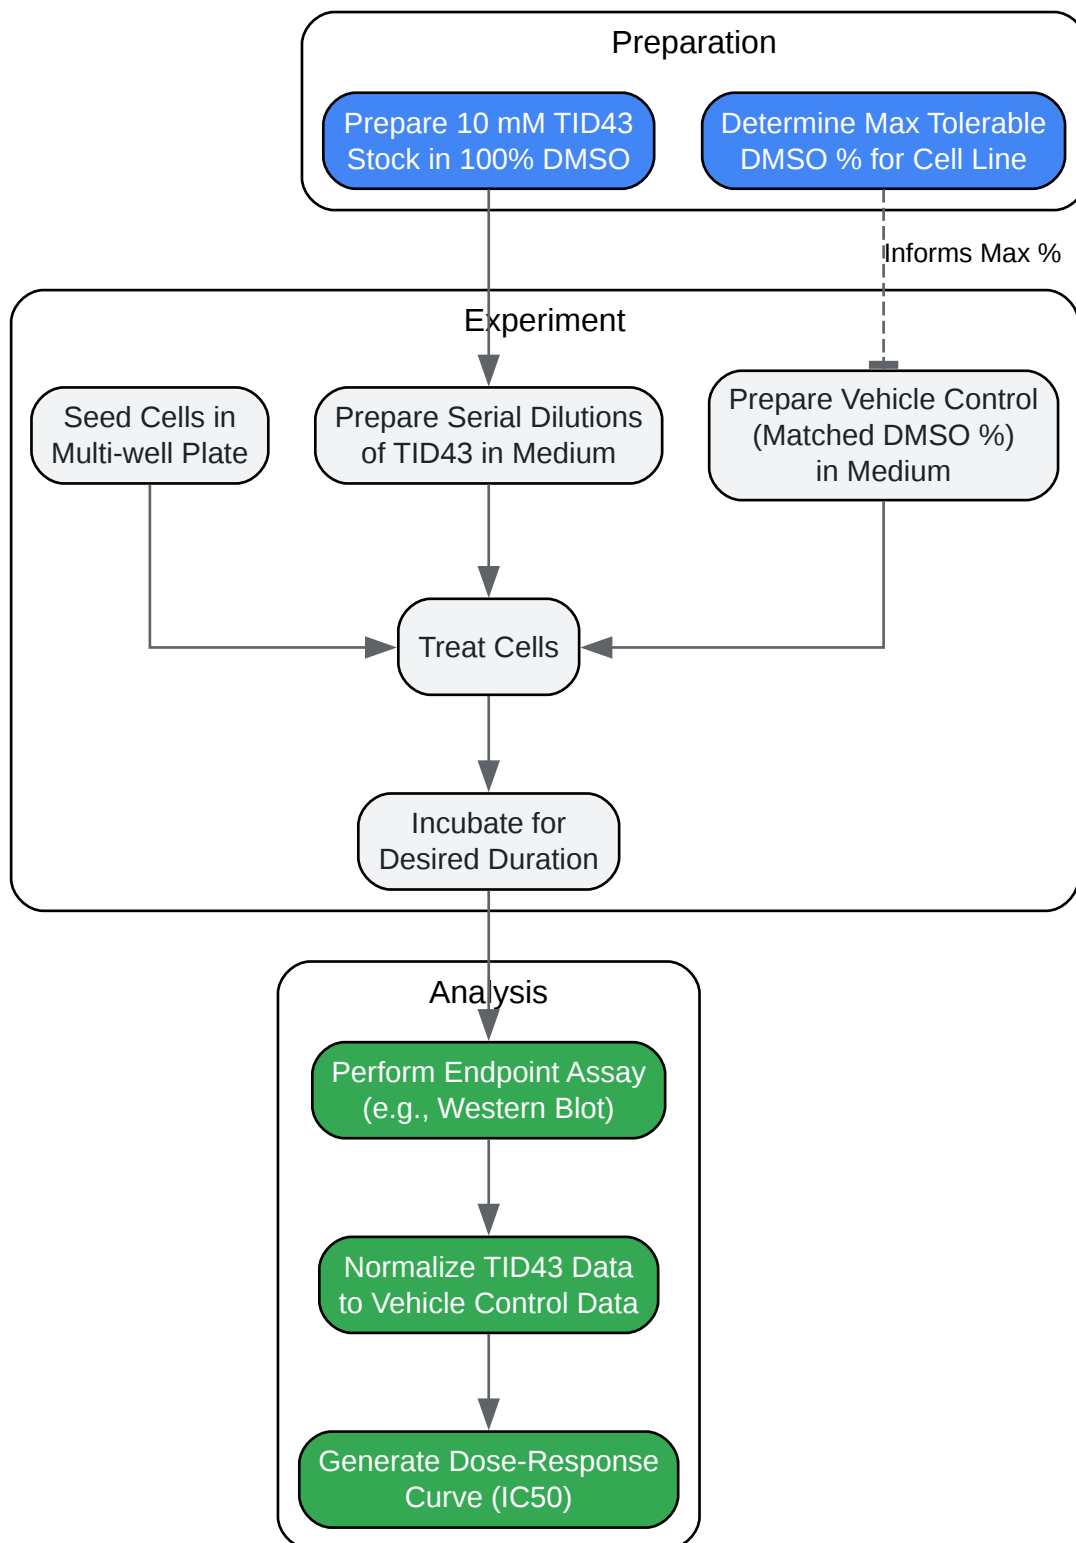 Preparation
Prepare 10 mM TID43
Stock in 100% DMSO
Determine Max Tolerable
DMSO % for Cell Line
Informs Max %
Experiment
Seed Cells in
Multi-well Plate
Prepare Serial Dilutions
of TID43 in Medium
Prepare Vehicle Control
(Matched DMSO %)
in Medium
Treat Cells
Incubate for
Desired Duration
Analysis
Perform Endpoint Assay
(e.g., Western Blot)
Normalize TID43 Data
to Vehicle Control Data
Generate Dose-Response
Curve (IC50)